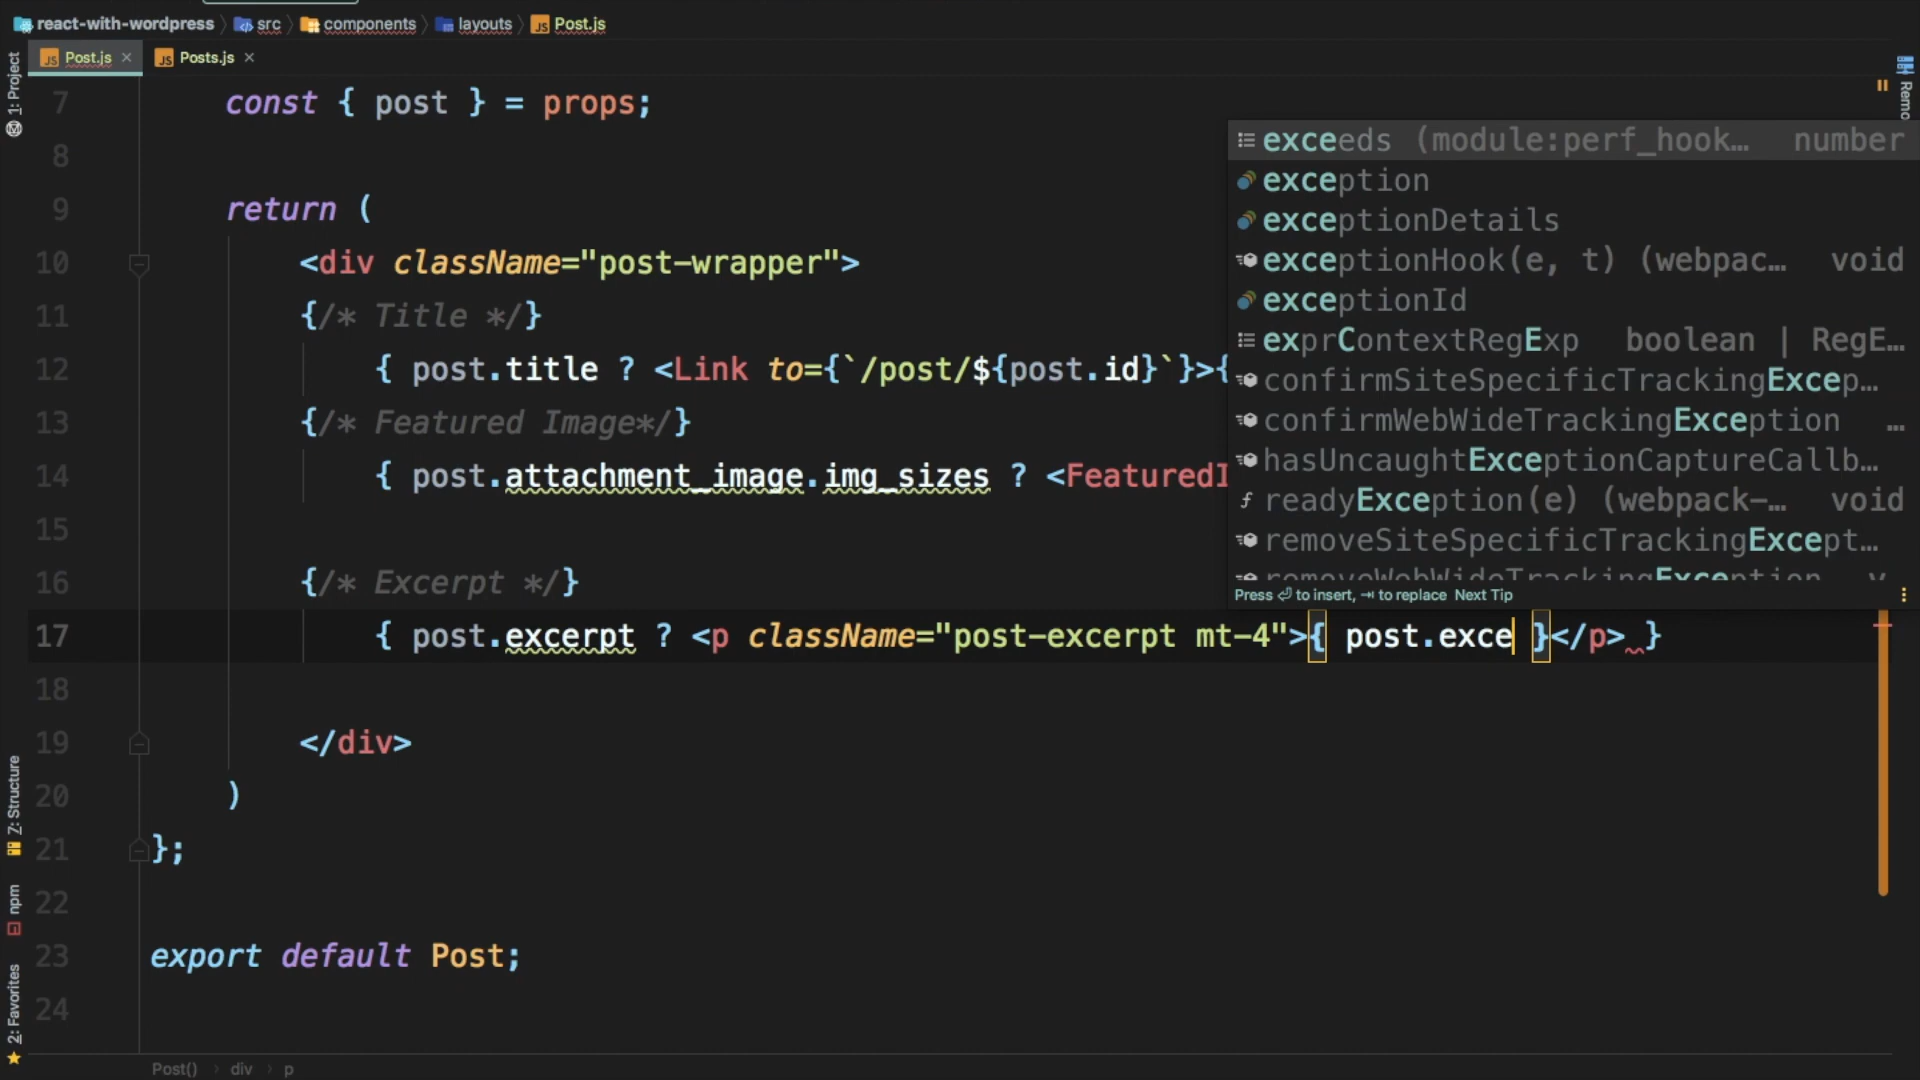 react-with-wordpress src components layouts Post.js
Post.js Posts.js
1: Project
Remo
7 const { post } = props;
8
9 return (
10 <div className="post-wrapper">
11 {/* Title */}
12 { post.title ? <Link to={`/post/${post.id}`}>{
13 {/* Featured Image*/}
14 { post.attachment_image.img_sizes ? <FeaturedI
15
16 {/* Excerpt */}
17 { post.excerpt ? <p className="post-excerpt mt-4">{ post.exce }</p> }
18
19 </div>
20 )
21 };
22
23 export default Post;
24
exceeds (module:perf_hook… number
exception
exceptionDetails
exceptionHook(e, t) (webpac… void
exceptionId
exprContextRegExp boolean | RegE…
confirmSiteSpecificTrackingExcep…
confirmWebWideTrackingException …
hasUncaughtExceptionCaptureCallb…
readyException(e) (webpack-… void
removeSiteSpecificTrackingExcept…
removeWebWideTrackingException v
Press ⏎ to insert, ⇥ to replace Next Tip
Z: Structure
npm
2: Favorites
Post() div p